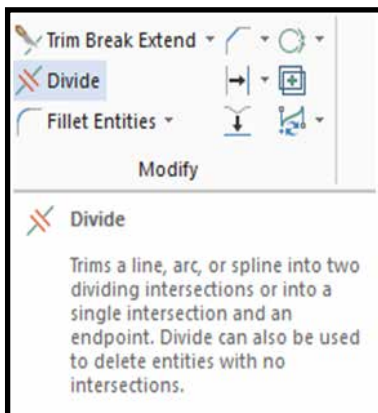 Trim Break Extend
Divide
Fillet Entities
Modify
Divide
Trims a line, arc, or spline into two
dividing intersections or into a
single intersection and an
endpoint. Divide can also be used
to delete entities with no
intersections.